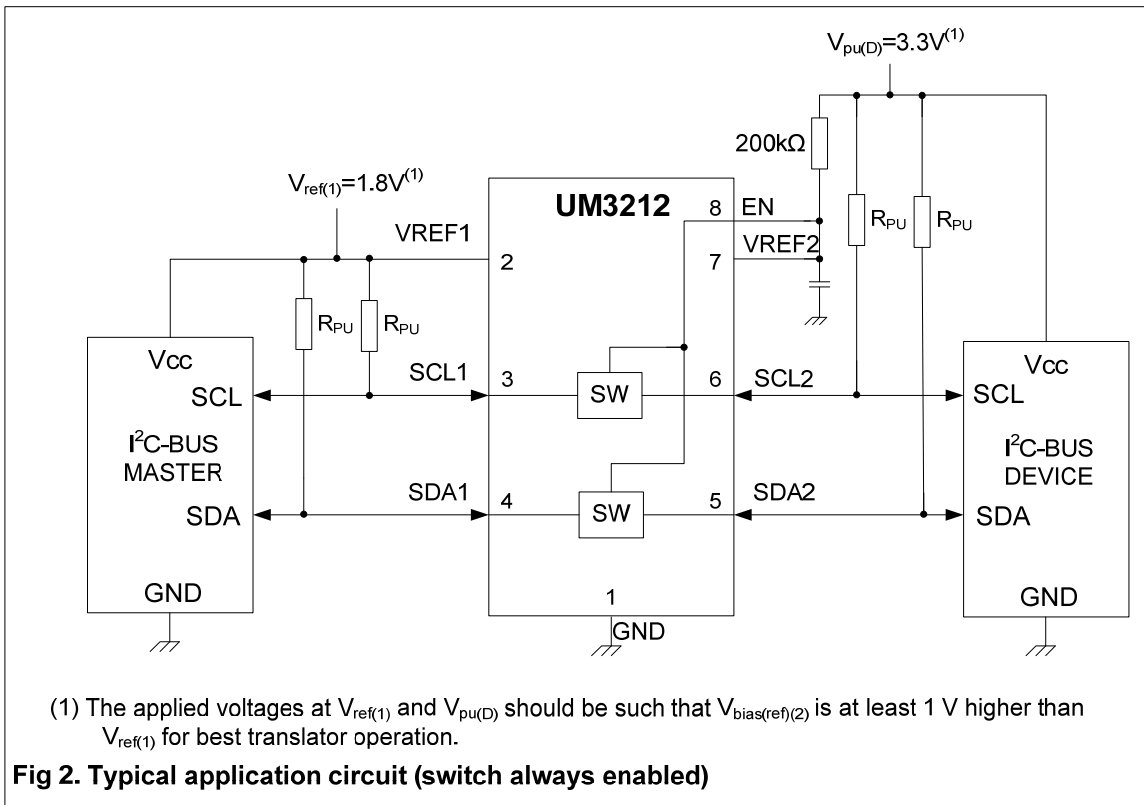 V_pu(D)=3.3V^(1)
200kΩ
V_ref(1)=1.8V^(1)
UM3212
8 EN
R_PU R_PU
VREF1
VREF2
2 7
R_PU R_PU
Vcc
Vcc
SCL1 SCL2
SCL 3 SW 6 SCL
I²C-BUS
MASTER
I²C-BUS
DEVICE
SDA1 SDA2
SDA 4 SW 5 SDA
GND 1 GND
GND
(1) The applied voltages at V_ref(1) and V_pu(D) should be such that V_bias(ref)(2) is at least 1 V higher than
V_ref(1) for best translator operation.
Fig 2. Typical application circuit (switch always enabled)